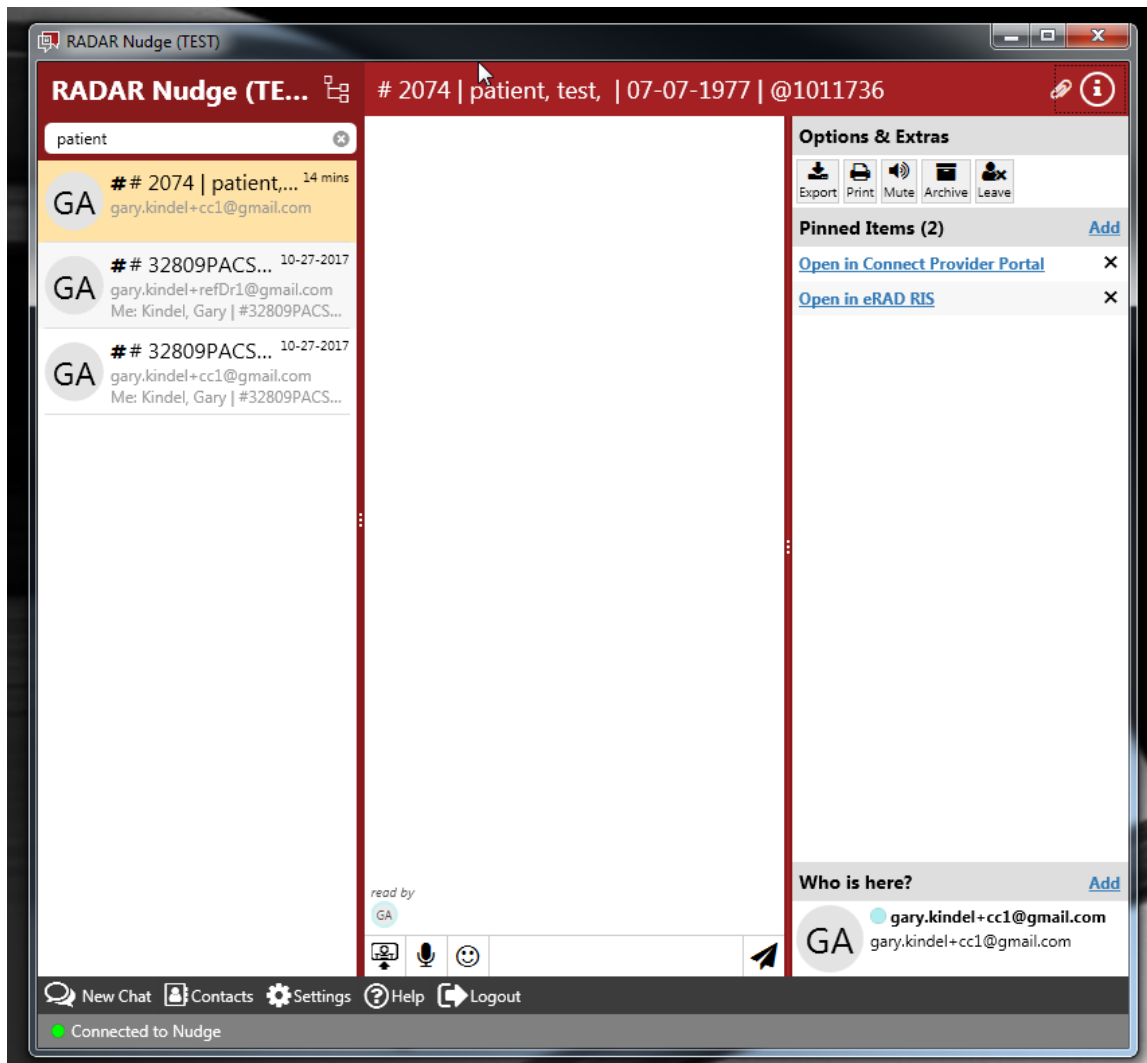 RADAR Nudge (TEST)
RADAR Nudge (TE...
# 2074 | patient, test, | 07-07-1977 | @1011736
patient
GA
## 2074 | patient,... 14 mins
gary.kindel+cc1@gmail.com
GA
## 32809PACS... 10-27-2017
gary.kindel+refDr1@gmail.com
Me: Kindel, Gary | #32809PACS...
GA
## 32809PACS... 10-27-2017
gary.kindel+cc1@gmail.com
Me: Kindel, Gary | #32809PACS...
read by
GA
Options & Extras
Export Print Mute Archive Leave
Pinned Items (2) Add
Open in Connect Provider Portal
Open in eRAD RIS
Who is here? Add
GA
gary.kindel+cc1@gmail.com
gary.kindel+cc1@gmail.com
New Chat Contacts Settings Help Logout
Connected to Nudge